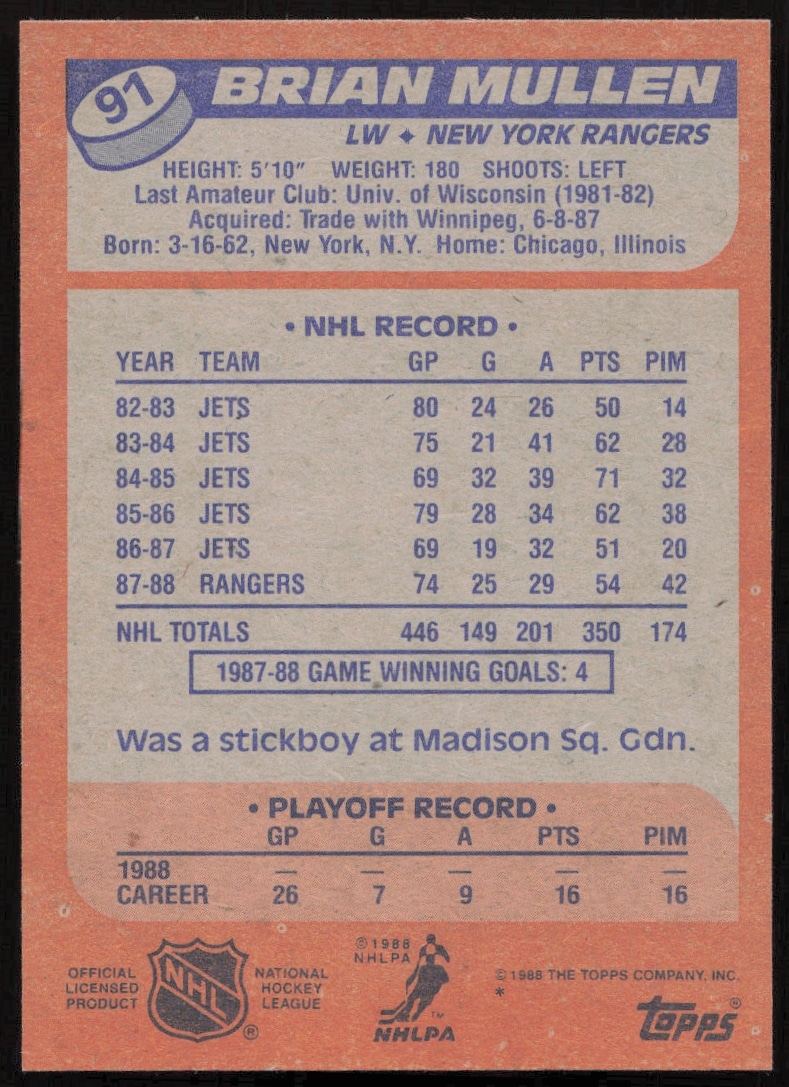 91
BRIAN MULLEN
LW ✦ NEW YORK RANGERS
HEIGHT: 5'10" WEIGHT: 180 SHOOTS: LEFT
Last Amateur Club: Univ. of Wisconsin (1981-82)
Acquired: Trade with Winnipeg, 6-8-87
Born: 3-16-62, New York, N.Y. Home: Chicago, Illinois
• NHL RECORD •
YEAR TEAM GP G A PTS PIM
82-83 JETS 80 24 26 50 14
83-84 JETS 75 21 41 62 28
84-85 JETS 69 32 39 71 32
85-86 JETS 79 28 34 62 38
86-87 JETS 69 19 32 51 20
87-88 RANGERS 74 25 29 54 42
NHL TOTALS 446 149 201 350 174
1987-88 GAME WINNING GOALS: 4
Was a stickboy at Madison Sq. Gdn.
• PLAYOFF RECORD •
GP G A PTS PIM
1988 — — — — —
CAREER 26 7 9 16 16
OFFICIAL
LICENSED
PRODUCT
NHL
®
NATIONAL
HOCKEY
LEAGUE
© 1988
NHLPA
TM
NHLPA
© 1988 THE TOPPS COMPANY, INC.
*
topps®